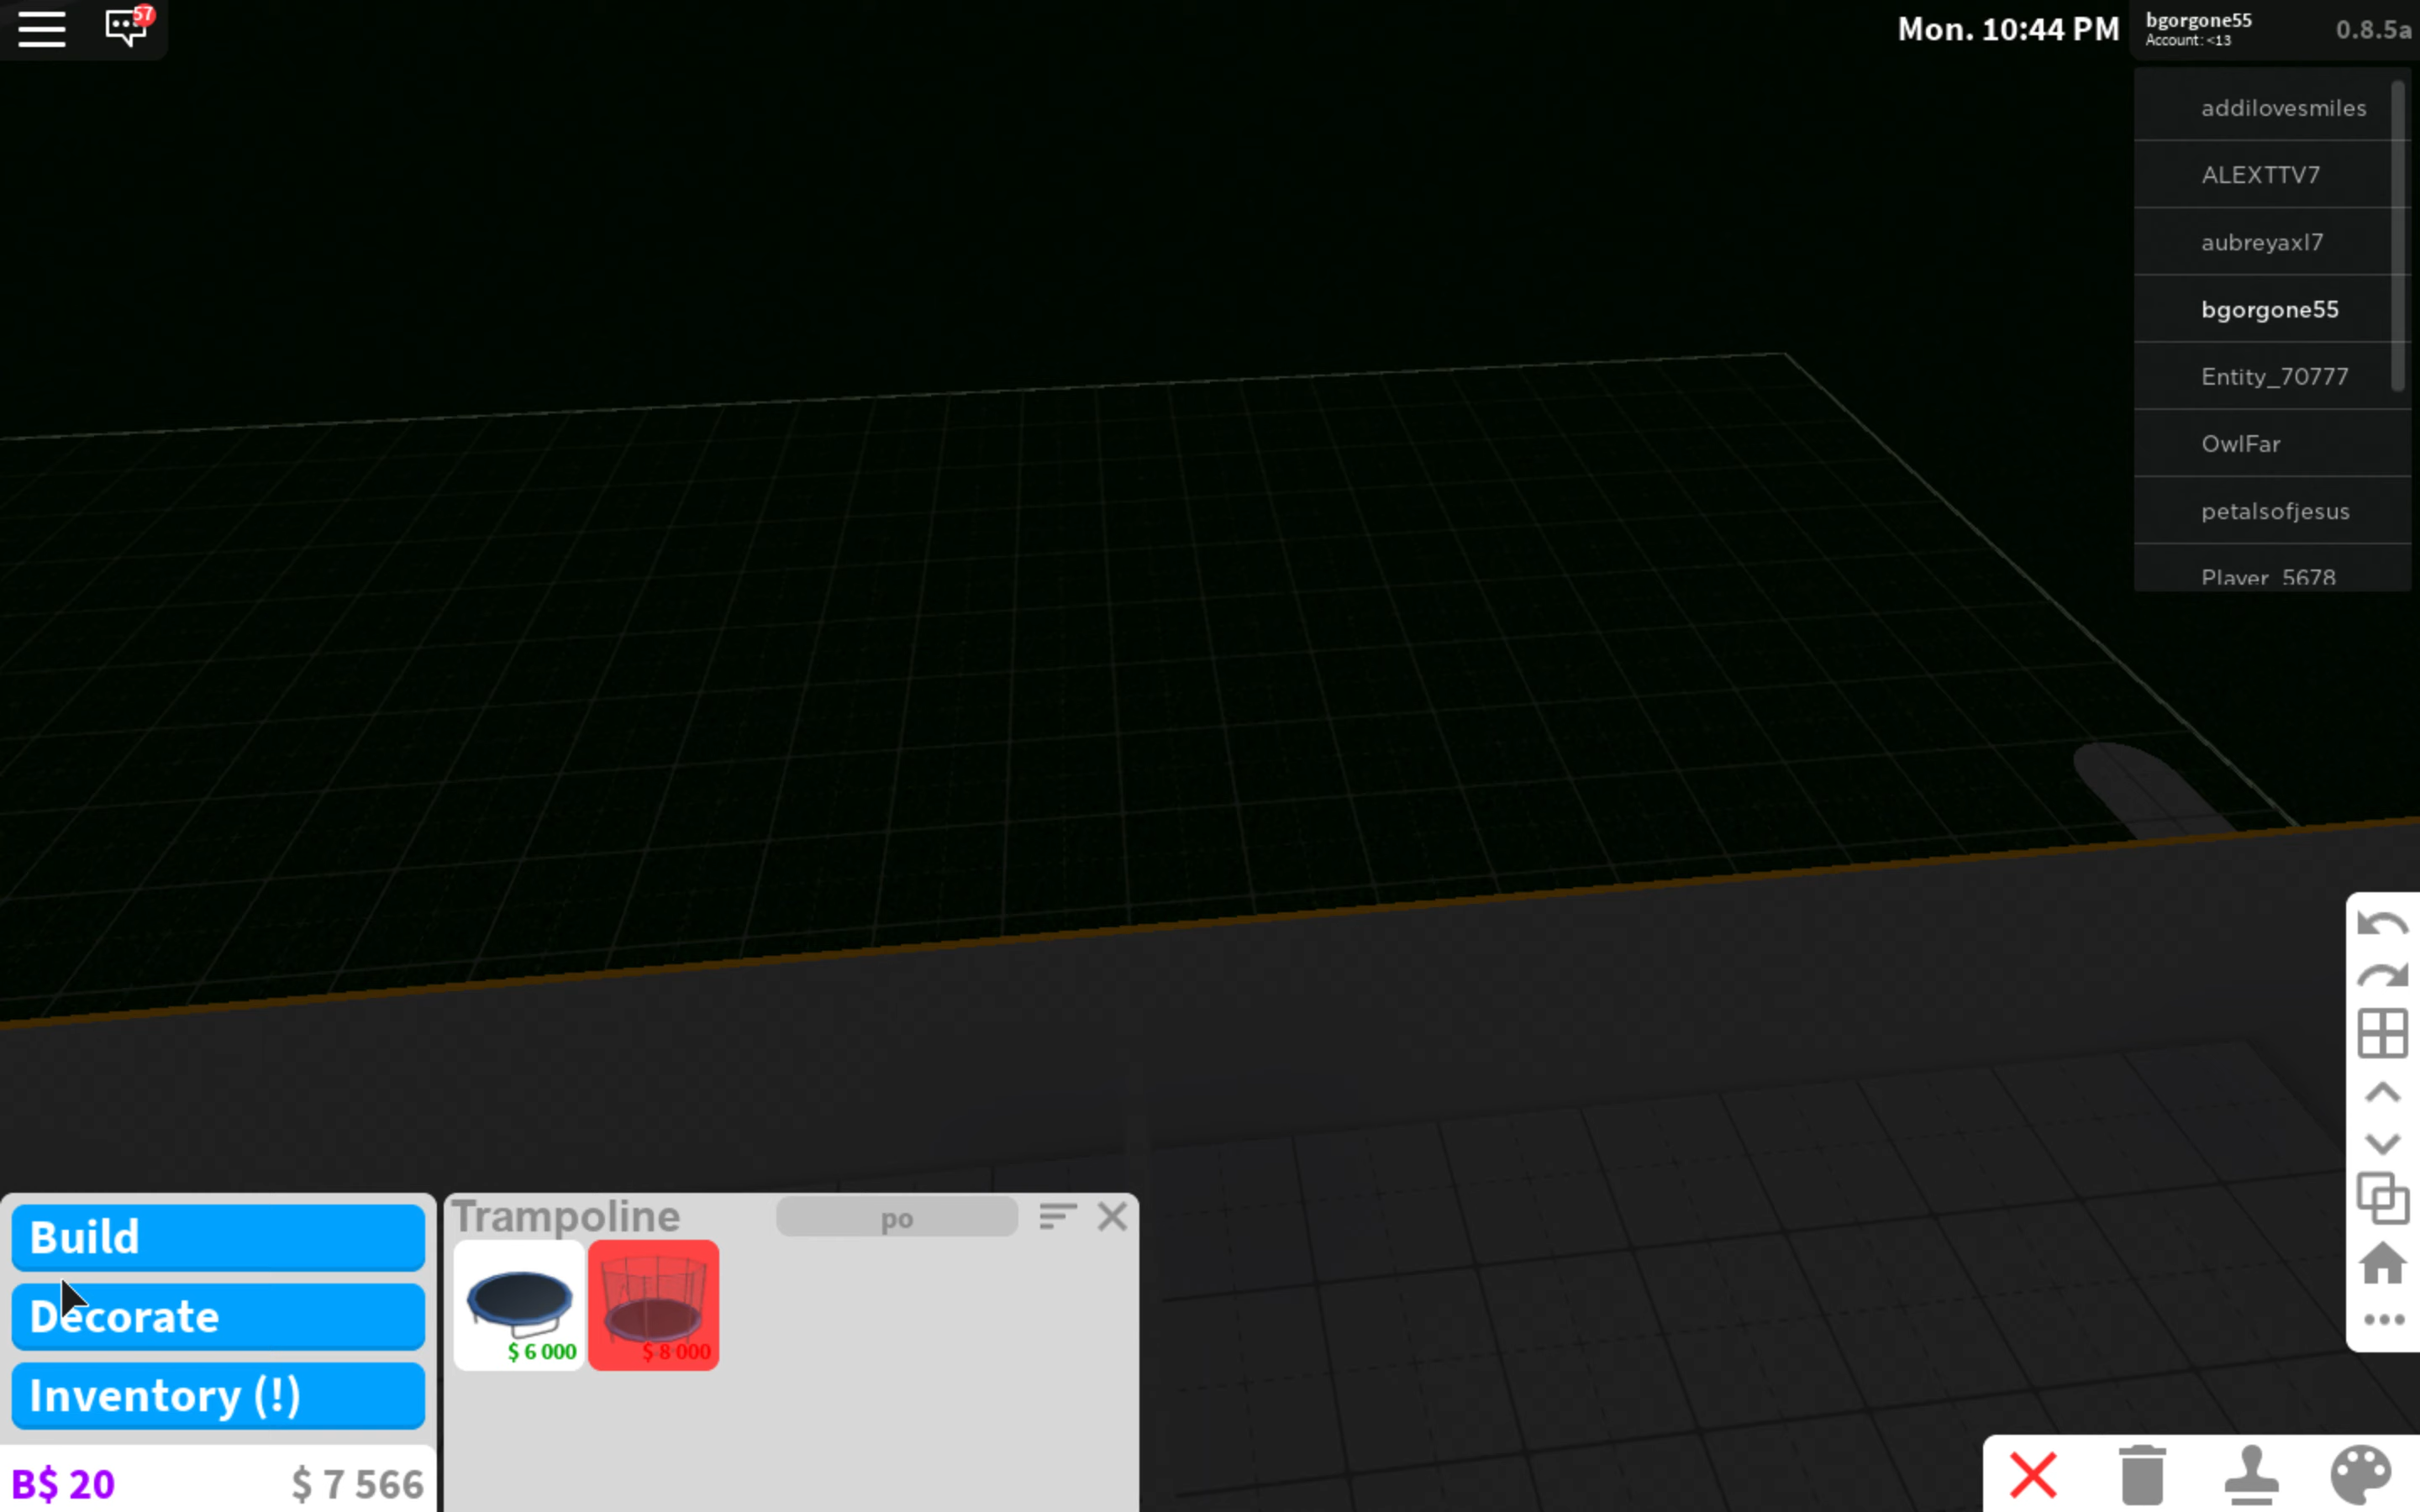 57
Mon. 10:44 PM
bgorgone55
Account: <13
0.8.5a
addilovesmiles
ALEXTTV7
aubreyaxl7
bgorgone55
Entity_70777
OwlFar
petalsofjesus
Player_5678
Build
Decorate
Inventory (!)
B$ 20
$ 7 566
Trampoline
po
$ 6 000
$ 8 000